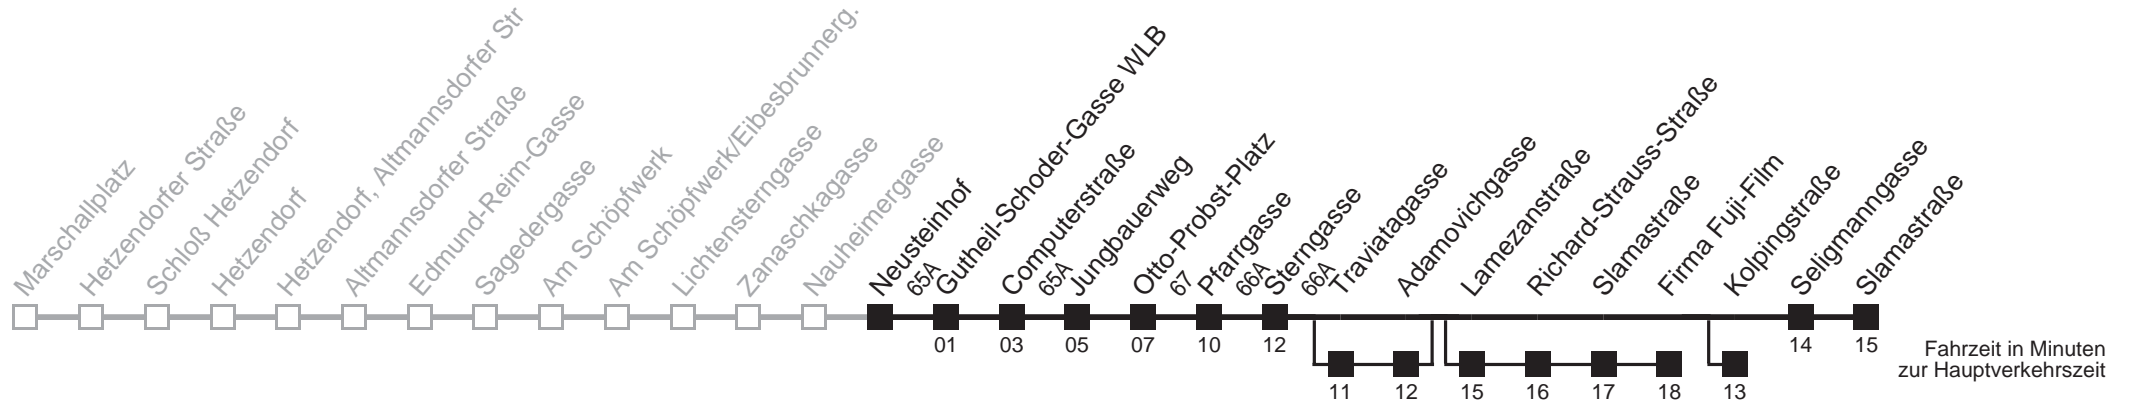 Marschallplatz
Hetzendorfer Straße
Schloß Hetzendorf
Hetzendorf
Hetzendorf, Altmannsdorfer Str
Altmannsdorfer Straße
Edmund-Reim-Gasse
Sagedergasse
Am Schöpfwerk
Am Schöpfwerk/Eibesbrunnerg.
Lichtensterngasse
Zanaschkagasse
Nauheimergasse
Neusteinhof
65A
Gutheil-Schoder-Gasse WLB
Computerstraße
65A
Jungbauerweg
Otto-Probst-Platz
67
Pfarrgasse
66A
Sterngasse
66A
Traviatagasse
Adamovichgasse
Lamezanstraße
Richard-Strauss-Straße
Slamastraße
Firma Fuji-Film
Kolpingstraße
Seligmanngasse
Slamastraße
01 03 05 07 10 12 14 15
11 12 15 16 17 18 13
Fahrzeit in Minuten
zur Hauptverkehrszeit